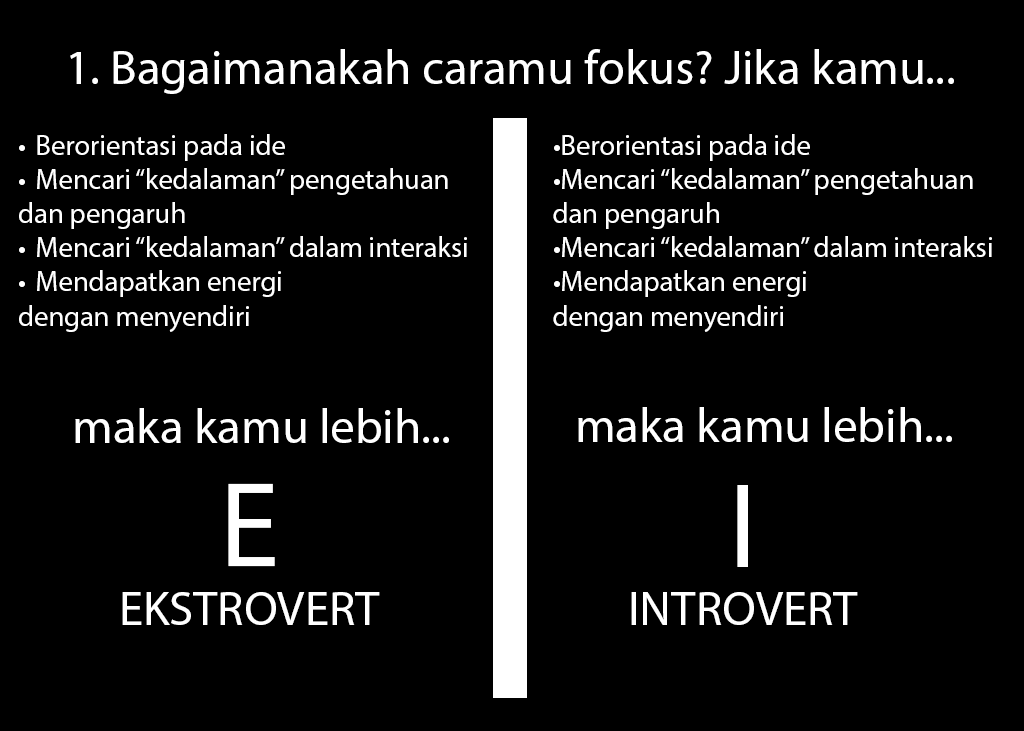 1. Bagaimanakah caramu fokus? Jika kamu...
• Berorientasi pada ide
• Mencari “kedalaman” pengetahuan
dan pengaruh
• Mencari “kedalaman” dalam interaksi
• Mendapatkan energi
dengan menyendiri
maka kamu lebih...
E
EKSTROVERT
•Berorientasi pada ide
•Mencari “kedalaman” pengetahuan
dan pengaruh
•Mencari “kedalaman” dalam interaksi
•Mendapatkan energi
dengan menyendiri
maka kamu lebih...
I
INTROVERT